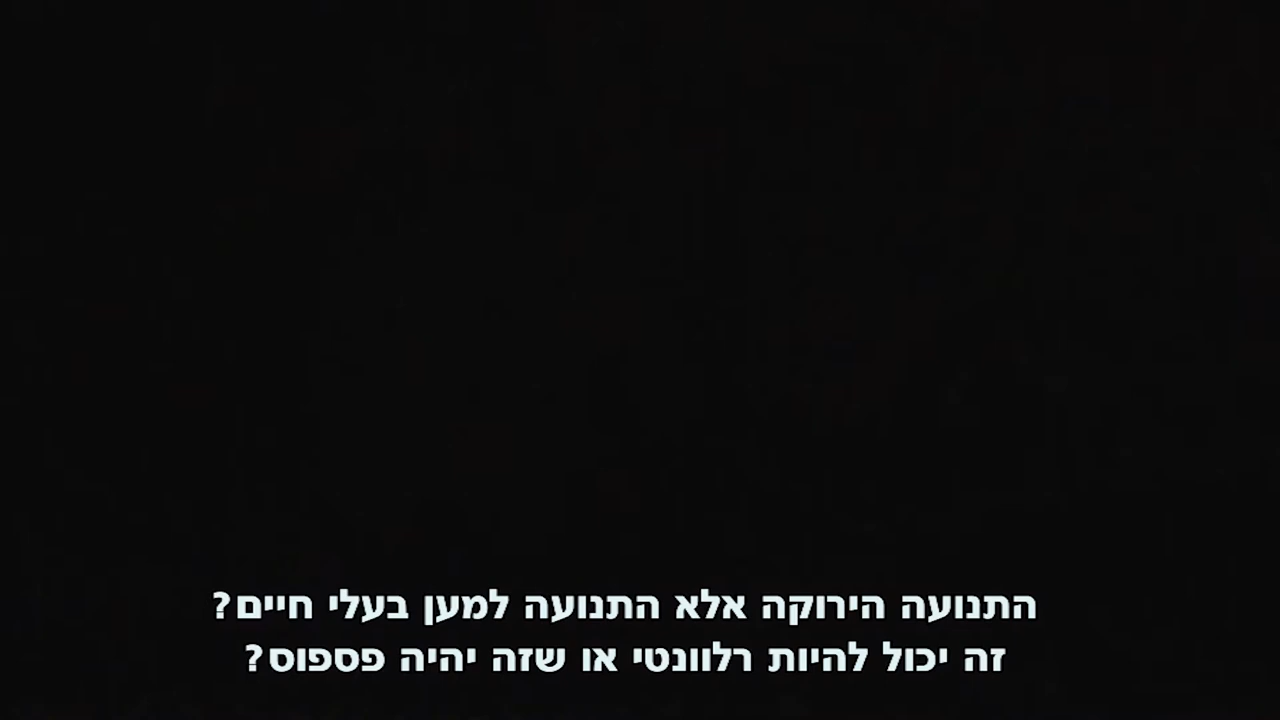 התנועה הירוקה אלא התנועה למען בעלי חיים?
זה יכול להיות רלוונטי או שזה יהיה פספוס?